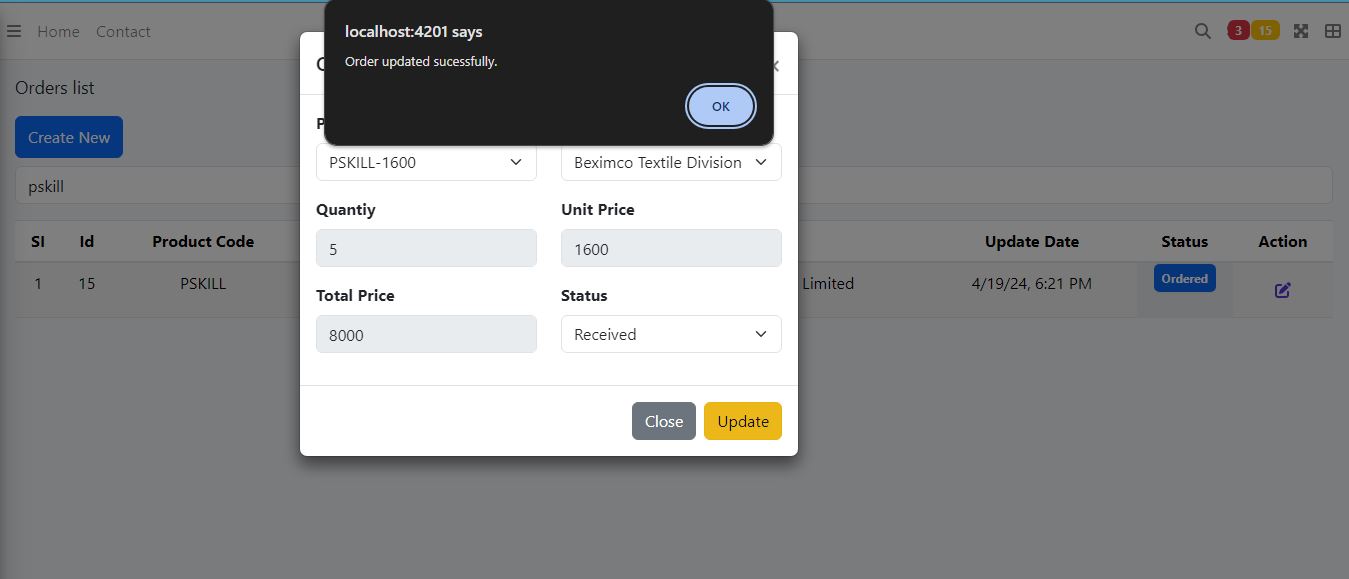 localhost:4201 says
Order updated sucessfully.
OK
Home Contact
3 15
Orders list
Create New
pskill
PSKILL-1600 Beximco Textile Division
Quantiy Unit Price
5 1600
Total Price Status
8000 Received
Close Update
Sl Id Product Code Update Date Status Action
1 15 PSKILL Limited 4/19/24, 6:21 PM Ordered